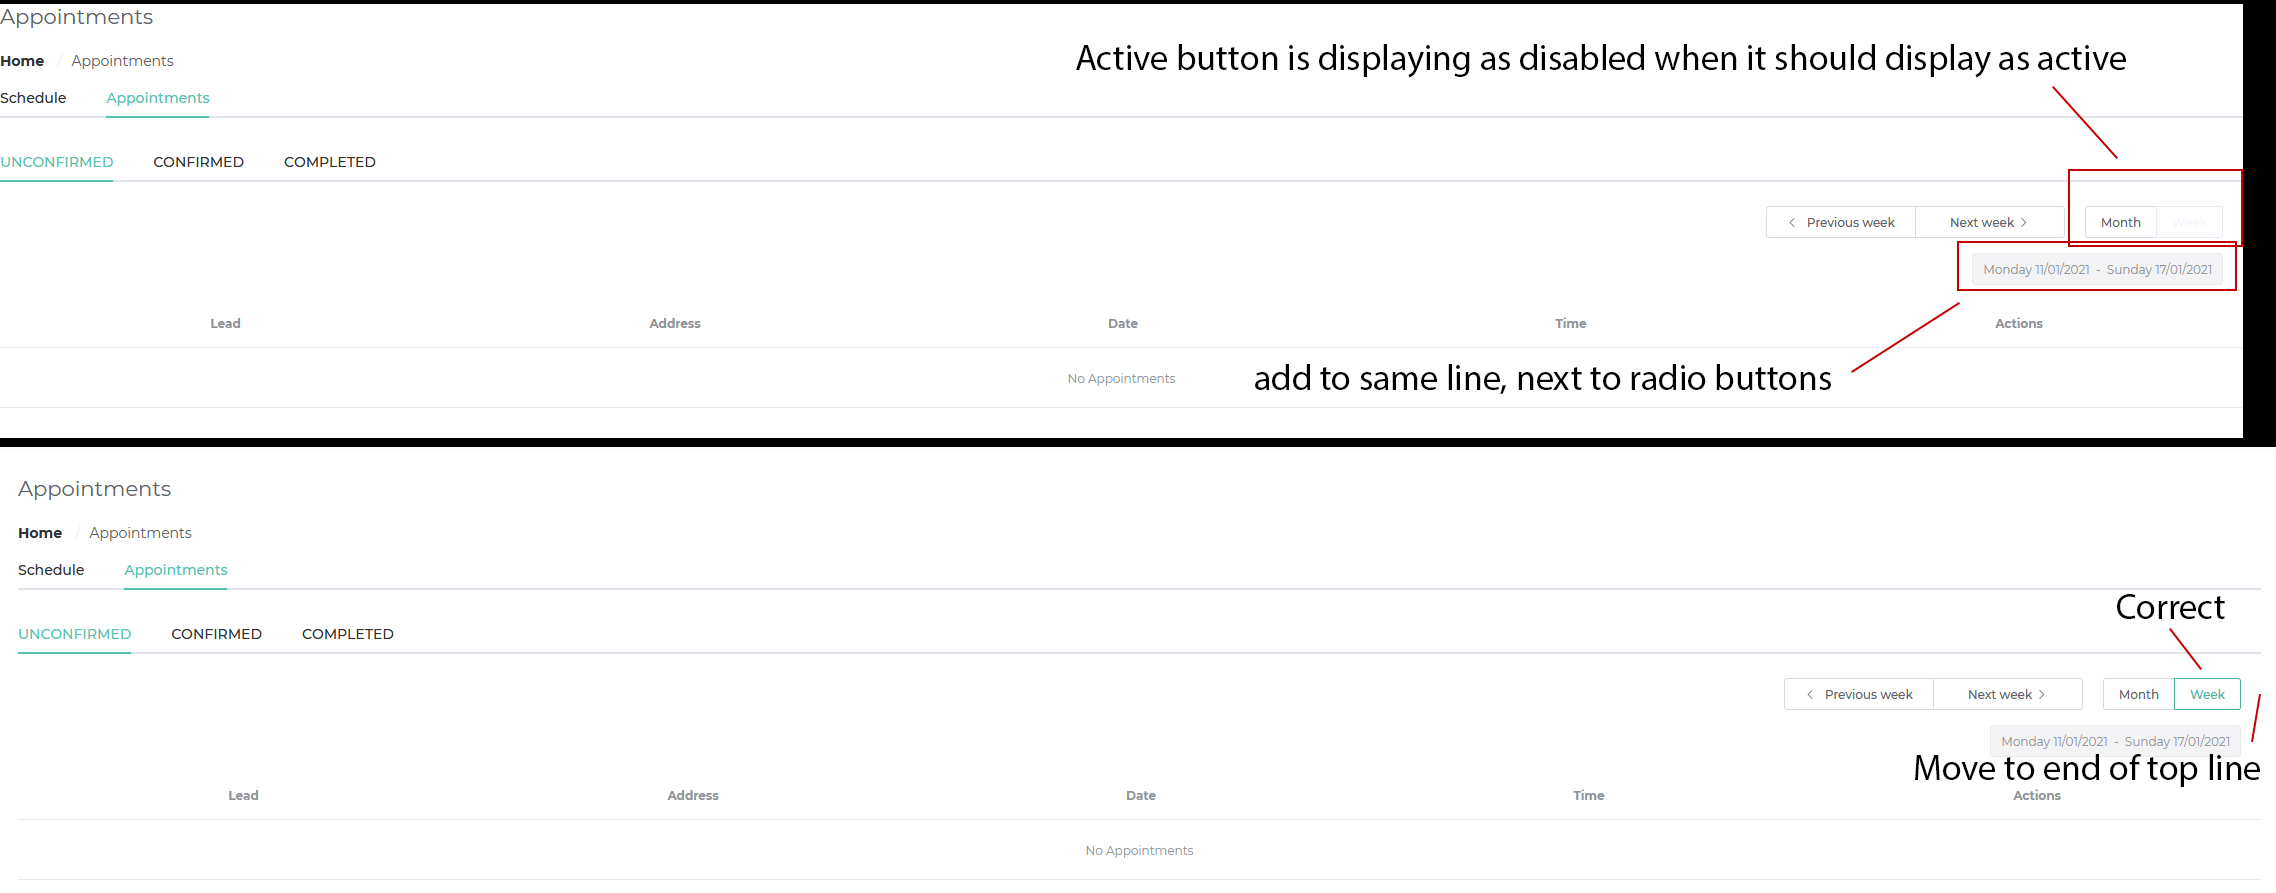 Appointments
Active button is displaying as disabled when it should display as active
Home / Appointments
Schedule Appointments
UNCONFIRMED CONFIRMED COMPLETED
< Previous week Next week > Month Week
Monday 11/01/2021 - Sunday 17/01/2021
Lead Address Date Time Actions
No Appointments
add to same line, next to radio buttons
Appointments
Home / Appointments
Schedule Appointments
Correct
UNCONFIRMED CONFIRMED COMPLETED
< Previous week Next week > Month Week
Monday 11/01/2021 - Sunday 17/01/2021
Move to end of top line
Lead Address Date Time Actions
No Appointments